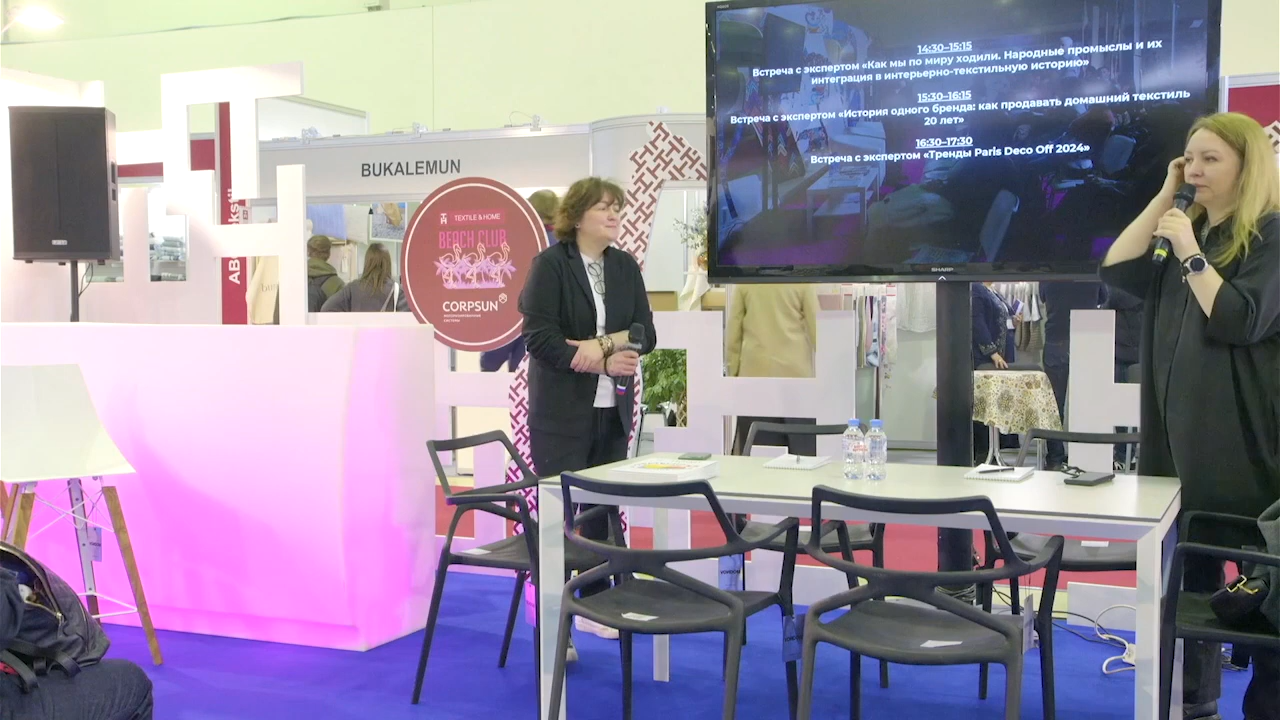 14:30–15:15
Встреча с экспертом «Как мы по миру ходили. Народные промыслы и их
интеграция в интерьерно-текстильную историю»
15:30–16:15
Встреча с экспертом «История одного бренда: как продавать домашний текстиль
20 лет»
16:30–17:30
Встреча с экспертом «Тренды Paris Deco Off 2024»
BUKALEMUN
TEXTILE & HOME
BEACH CLUB
CORPSUN
SHARP